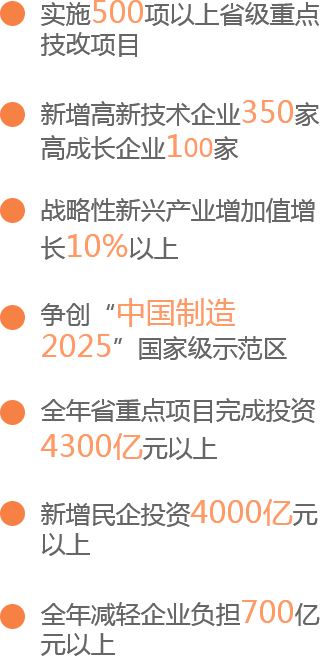 实施500项以上省级重点
技改项目
新增高新技术企业350家
高成长企业100家
战略性新兴产业增加值增
长10%以上
争创“中国制造
2025”国家级示范区
全年省重点项目完成投资
4300亿元以上
新增民企投资4000亿元
以上
全年减轻企业负担700亿
元以上